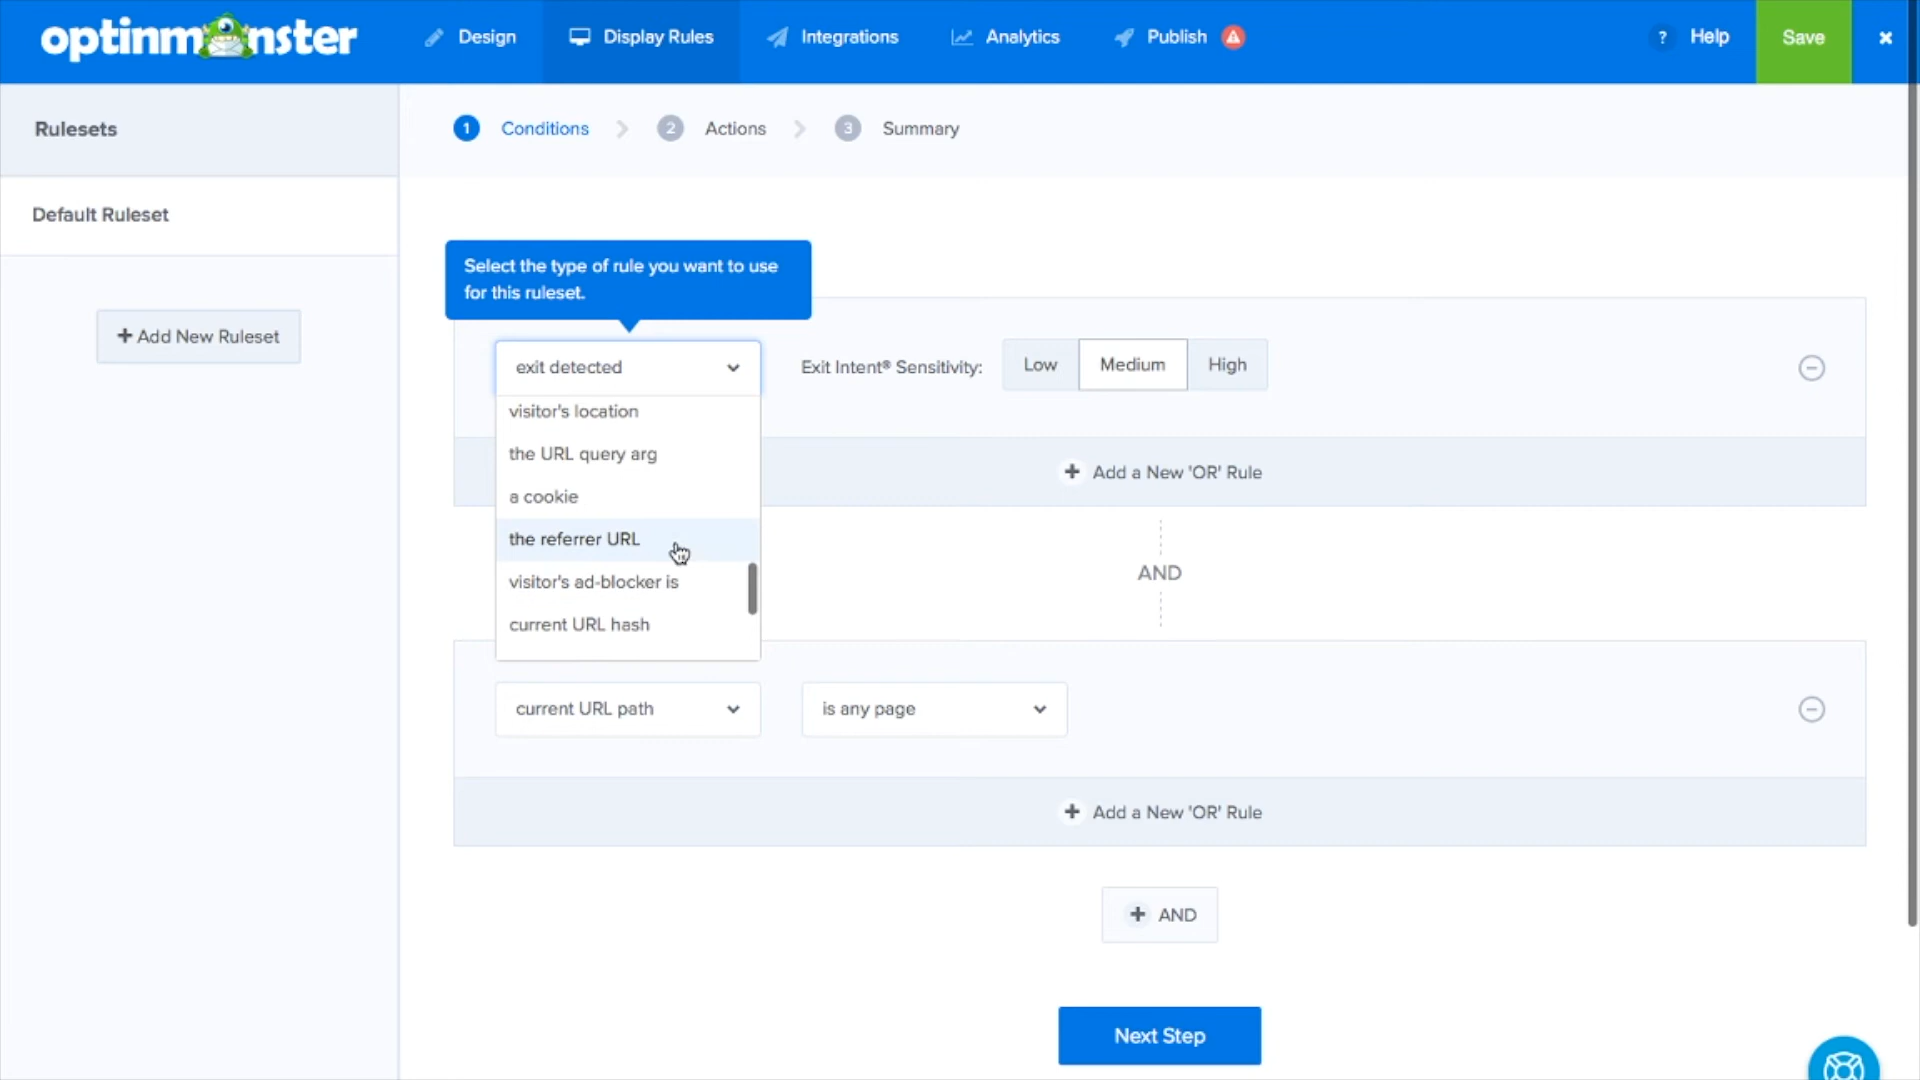 optinmonster
Design
Display Rules
Integrations
Analytics
Publish
? Help
Save
×
Rulesets
1 Conditions
2 Actions
3 Summary
Default Ruleset
Select the type of rule you want to use
for this ruleset.
+ Add New Ruleset
exit detected
Exit Intent® Sensitivity:
Low
Medium
High
visitor's location
the URL query arg
a cookie
the referrer URL
visitor's ad-blocker is
current URL hash
+ Add a New 'OR' Rule
AND
current URL path
is any page
+ Add a New 'OR' Rule
+ AND
Next Step